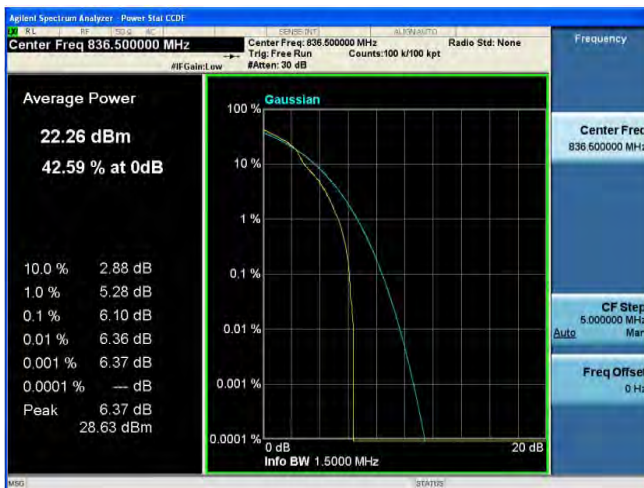 Agilent Spectrum Analyzer - Power Stat CCDF
RL RF 50 Ω AC SENSE:INT ALIGN AUTO
Center Freq 836.500000 MHz
Center Freq: 836.500000 MHz Radio Std: None
Trig: Free Run Counts:100 k/100 kpt
#IFGain:Low #Atten: 30 dB
Frequency
Average Power
22.26 dBm
42.59 % at 0dB
10.0 % 2.88 dB
1.0 % 5.28 dB
0.1 % 6.10 dB
0.01 % 6.36 dB
0.001 % 6.37 dB
0.0001 % --- dB
Peak 6.37 dB
28.63 dBm
Gaussian
100 %
10 %
1 %
0.1 %
0.01 %
0.001 %
0.0001 %
0 dB 20 dB
Info BW 1.5000 MHz
Center Freq
836.500000 MHz
CF Step
5.000000 MHz
Auto Man
Freq Offset
0 Hz
MSG STATUS